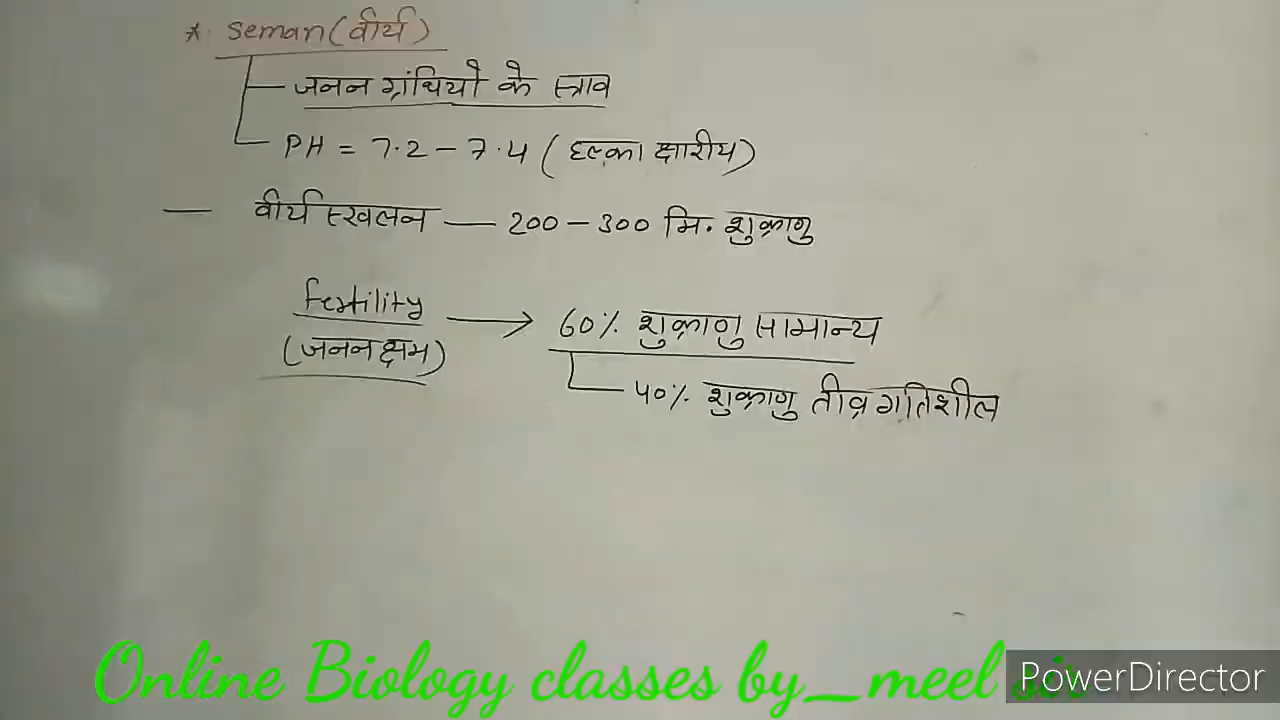 * Seman (वीर्य)
जनन ग्रंथियो के स्त्राव
PH = 7.2 - 7.4 (हल्का क्षारीय)
— वीर्य स्खलन — 200 - 300 मि. शुक्राणु
fertility → 60% शुक्राणु सामान्य
(जननक्षम)
40% शुक्राणु तीव्र गतिशील
Online Biology classes by_meel
PowerDirector